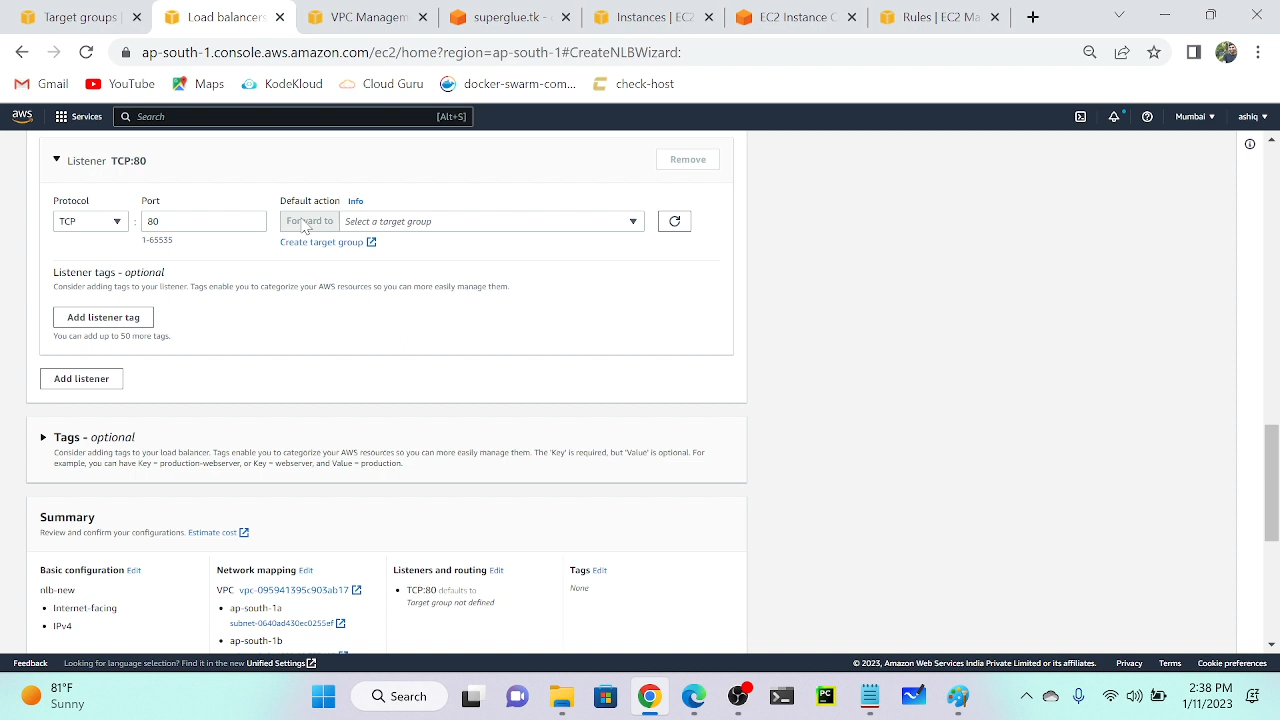 Target groups |
Load balancers
VPC Managem
superglue.tk -
Instances | EC2
EC2 Instance C
Rules | EC2 Ma
ap-south-1.console.aws.amazon.com/ec2/home?region=ap-south-1#CreateNLBWizard:
Gmail
YouTube
Maps
KodeKloud
Cloud Guru
docker-swarm-com...
check-host
aws
Services
Search
[Alt+S]
Mumbai
ashiq
Listener TCP:80
Remove
Protocol
Port
Default action Info
TCP
:
80
Forward to
Select a target group
1-65535
Create target group
Listener tags - optional
Consider adding tags to your listener. Tags enable you to categorize your AWS resources so you can more easily manage them.
Add listener tag
You can add up to 50 more tags.
Add listener
Tags - optional
Consider adding tags to your load balancer. Tags enable you to categorize your AWS resources so you can more easily manage them. The 'Key' is required, but 'Value' is optional. For
example, you can have Key = production-webserver, or Key = webserver, and Value = production.
Summary
Review and confirm your configurations. Estimate cost
Basic configuration Edit
nlb-new
• Internet-facing
• IPv4
Network mapping Edit
VPC vpc-095941395c903ab17
• ap-south-1a
subnet-0640ad430ec0255ef
• ap-south-1b
Listeners and routing Edit
• TCP:80 defaults to
Target group not defined
Tags Edit
None
Feedback
Looking for language selection? Find it in the new Unified Settings
© 2023, Amazon Web Services India Private Limited or its affiliates.
Privacy
Terms
Cookie preferences
81°F
Sunny
Search
PC
2:38 PM
1/11/2023